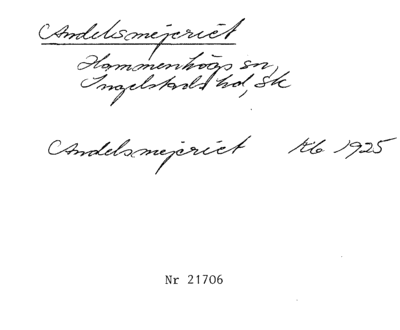 Andelsmejeriet
Hammenhögs sn,
Ingelstads hd, Sk
Andelsmejeriet Kb 1925
Nr 21706